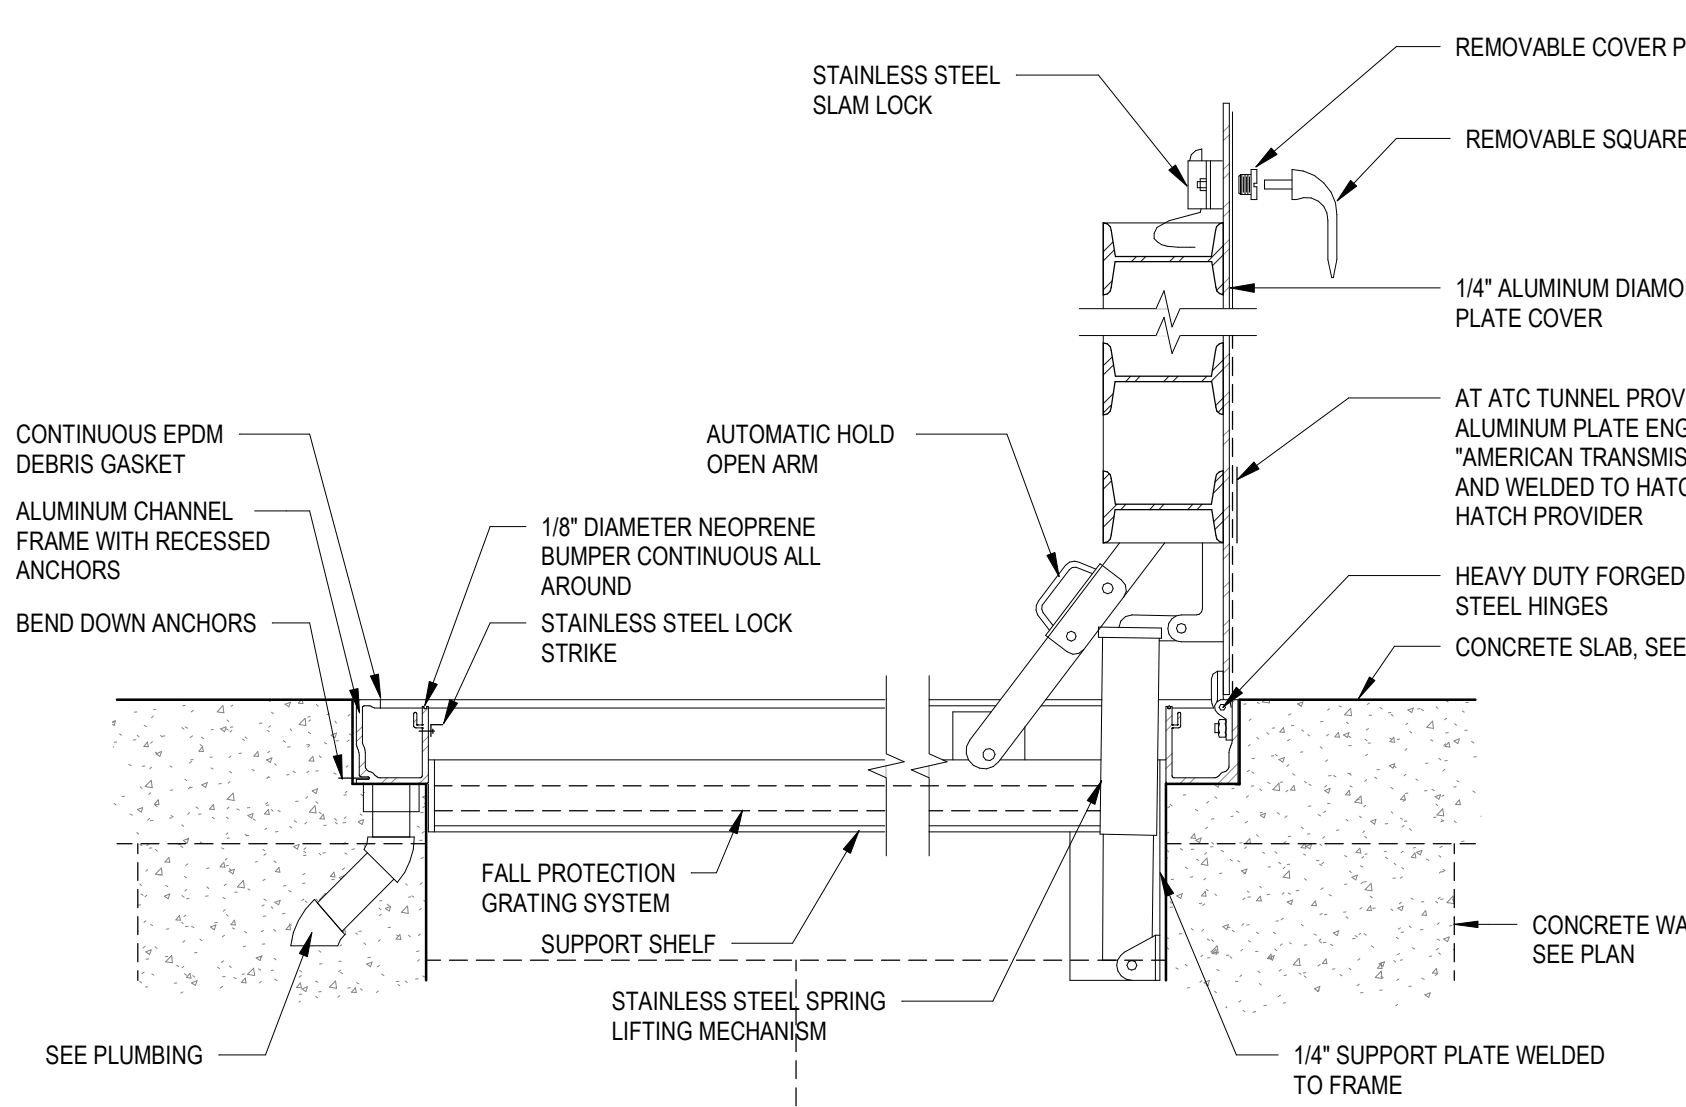 REMOVABLE COVER P
STAINLESS STEEL
SLAM LOCK
REMOVABLE SQUARE
1/4" ALUMINUM DIAMO
PLATE COVER
AT ATC TUNNEL PROV
ALUMINUM PLATE ENG
"AMERICAN TRANSMIS
AND WELDED TO HATC
HATCH PROVIDER
CONTINUOUS EPDM
DEBRIS GASKET
AUTOMATIC HOLD
OPEN ARM
ALUMINUM CHANNEL
FRAME WITH RECESSED
ANCHORS
1/8" DIAMETER NEOPRENE
BUMPER CONTINUOUS ALL
AROUND
HEAVY DUTY FORGED
STEEL HINGES
BEND DOWN ANCHORS
STAINLESS STEEL LOCK
STRIKE
CONCRETE SLAB, SEE
FALL PROTECTION
GRATING SYSTEM
SUPPORT SHELF
CONCRETE WA
SEE PLAN
STAINLESS STEEL SPRING
LIFTING MECHANISM
SEE PLUMBING
1/4" SUPPORT PLATE WELDED
TO FRAME